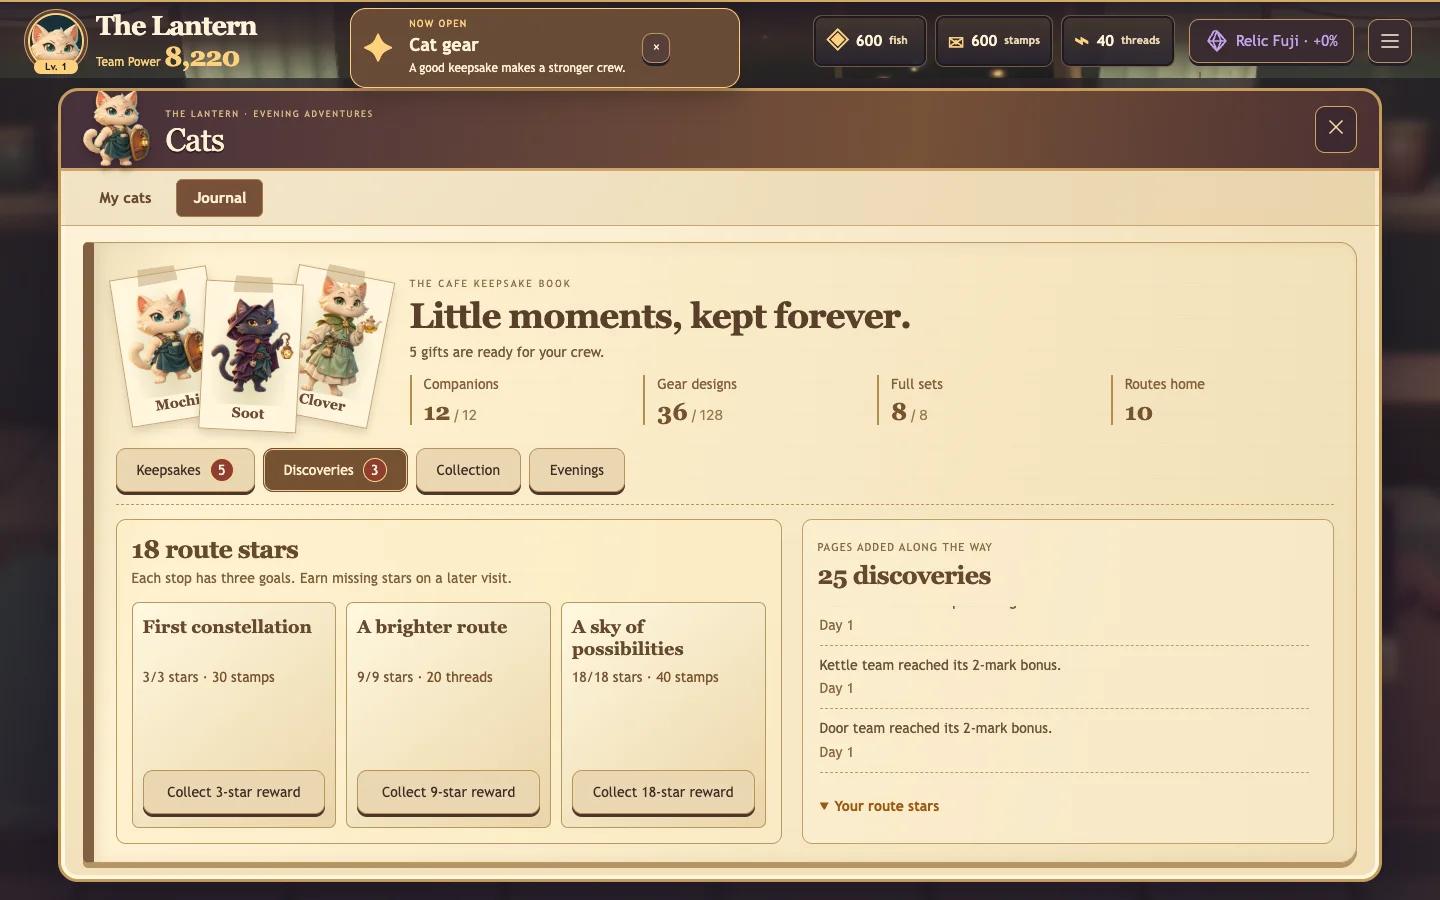 The Lantern
Team Power 8,220
Lv. 1
NOW OPEN
Cat gear
A good keepsake makes a stronger crew.
×
600 fish
600 stamps
40 threads
Relic Fuji · +0%
THE LANTERN · EVENING ADVENTURES
Cats
My cats
Journal
Mochi
Soot
Clover
THE CAFE KEEPSAKE BOOK
Little moments, kept forever.
5 gifts are ready for your crew.
Companions
12 / 12
Gear designs
36 / 128
Full sets
8 / 8
Routes home
10
Keepsakes 5
Discoveries 3
Collection
Evenings
18 route stars
Each stop has three goals. Earn missing stars on a later visit.
First constellation
3/3 stars · 30 stamps
Collect 3-star reward
A brighter route
9/9 stars · 20 threads
Collect 9-star reward
A sky of
possibilities
18/18 stars · 40 stamps
Collect 18-star reward
PAGES ADDED ALONG THE WAY
25 discoveries
Day 1
Kettle team reached its 2-mark bonus.
Day 1
Door team reached its 2-mark bonus.
Day 1
▼ Your route stars